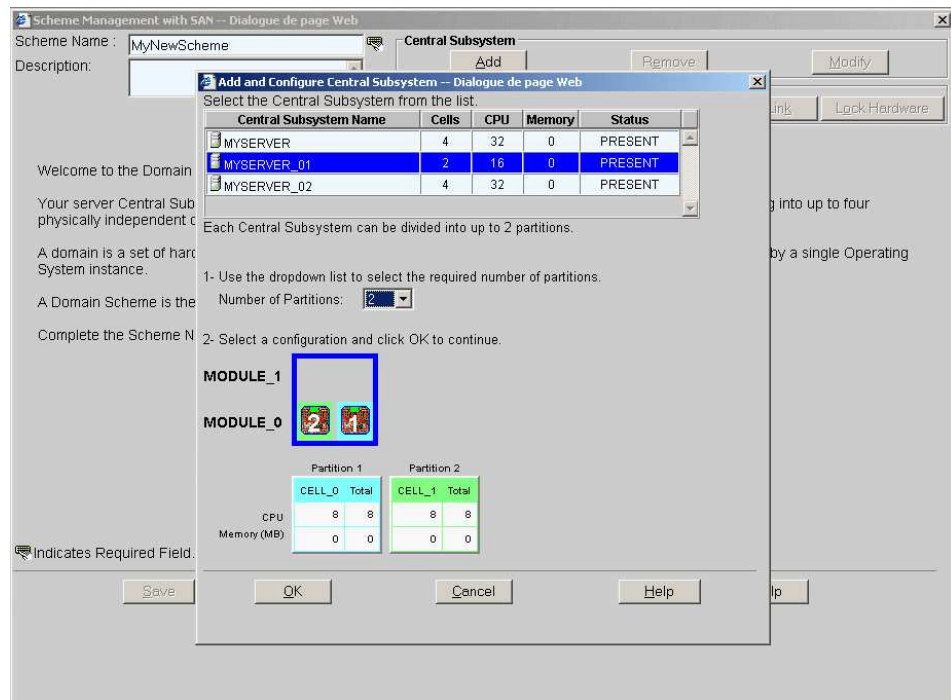 Scheme Management with SAN -- Dialogue de page Web
Scheme Name : MyNewScheme
Description:
Central Subsystem
Add Remove Modify
Link Lock Hardware
Welcome to the Domain
Your server Central Sub
g into up to four
physically independent
A domain is a set of hard
by a single Operating
System instance.
A Domain Scheme is the
Complete the Scheme N
Indicates Required Field.
Save
lp
Add and Configure Central Subsystem -- Dialogue de page Web
Select the Central Subsystem from the list.
Central Subsystem Name Cells CPU Memory Status
MYSERVER 4 32 0 PRESENT
MYSERVER_01 2 16 0 PRESENT
MYSERVER_02 4 32 0 PRESENT
Each Central Subsystem can be divided into up to 2 partitions.
1- Use the dropdown list to select the required number of partitions.
Number of Partitions: 2
2- Select a configuration and click OK to continue.
MODULE_1
MODULE_0 2 1
Partition 1 Partition 2
CELL_0 Total CELL_1 Total
CPU 8 8 8 8
Memory (MB) 0 0 0 0
OK Cancel Help